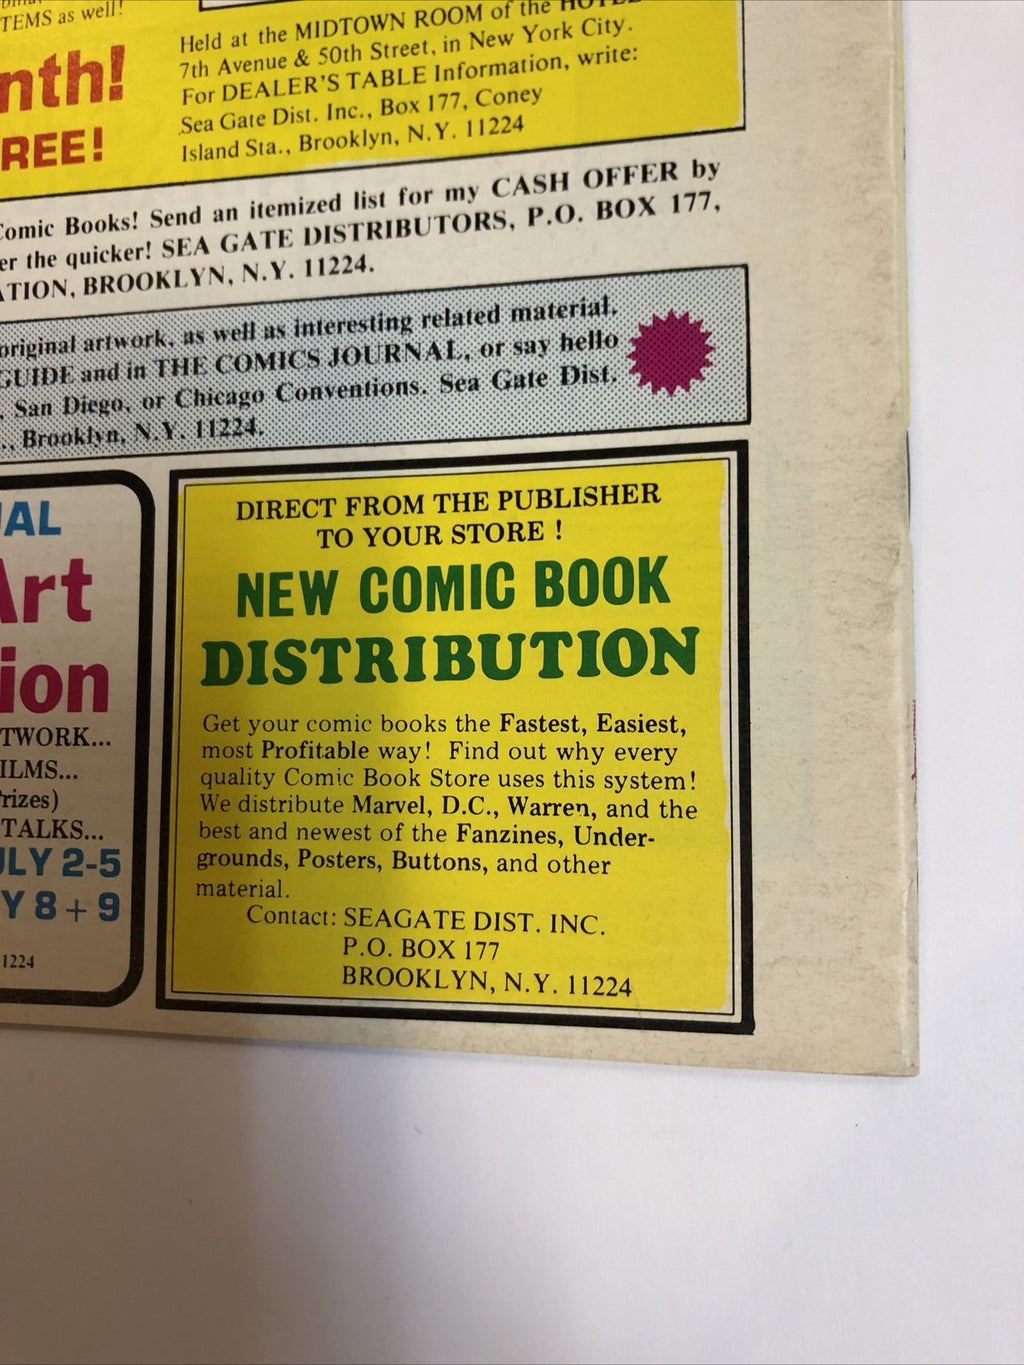 TEMS as well!
nth!
REE!
Held at the MIDTOWN ROOM of the
7th Avenue & 50th Street, in New York City.
For DEALER'S TABLE Information, write:
Sea Gate Dist. Inc., Box 177, Coney
Island Sta., Brooklyn, N.Y. 11224
Comic Books! Send an itemized list for my CASH OFFER by
er the quicker! SEA GATE DISTRIBUTORS, P.O. BOX 177,
ATION, BROOKLYN, N.Y. 11224.
original artwork, as well as interesting related material.
GUIDE and in THE COMICS JOURNAL, or say hello
, San Diego, or Chicago Conventions. Sea Gate Dist.
., Brooklyn, N.Y. 11224.
AL
Art
ion
TWORK...
ILMS...
rizes)
TALKS...
ULY 2-5
Y 8 + 9
1224
DIRECT FROM THE PUBLISHER
TO YOUR STORE !
NEW COMIC BOOK
DISTRIBUTION
Get your comic books the Fastest, Easiest,
most Profitable way! Find out why every
quality Comic Book Store uses this system!
We distribute Marvel, D.C., Warren, and the
best and newest of the Fanzines, Under-
grounds, Posters, Buttons, and other
material.
Contact: SEAGATE DIST. INC.
P.O. BOX 177
BROOKLYN, N.Y. 11224